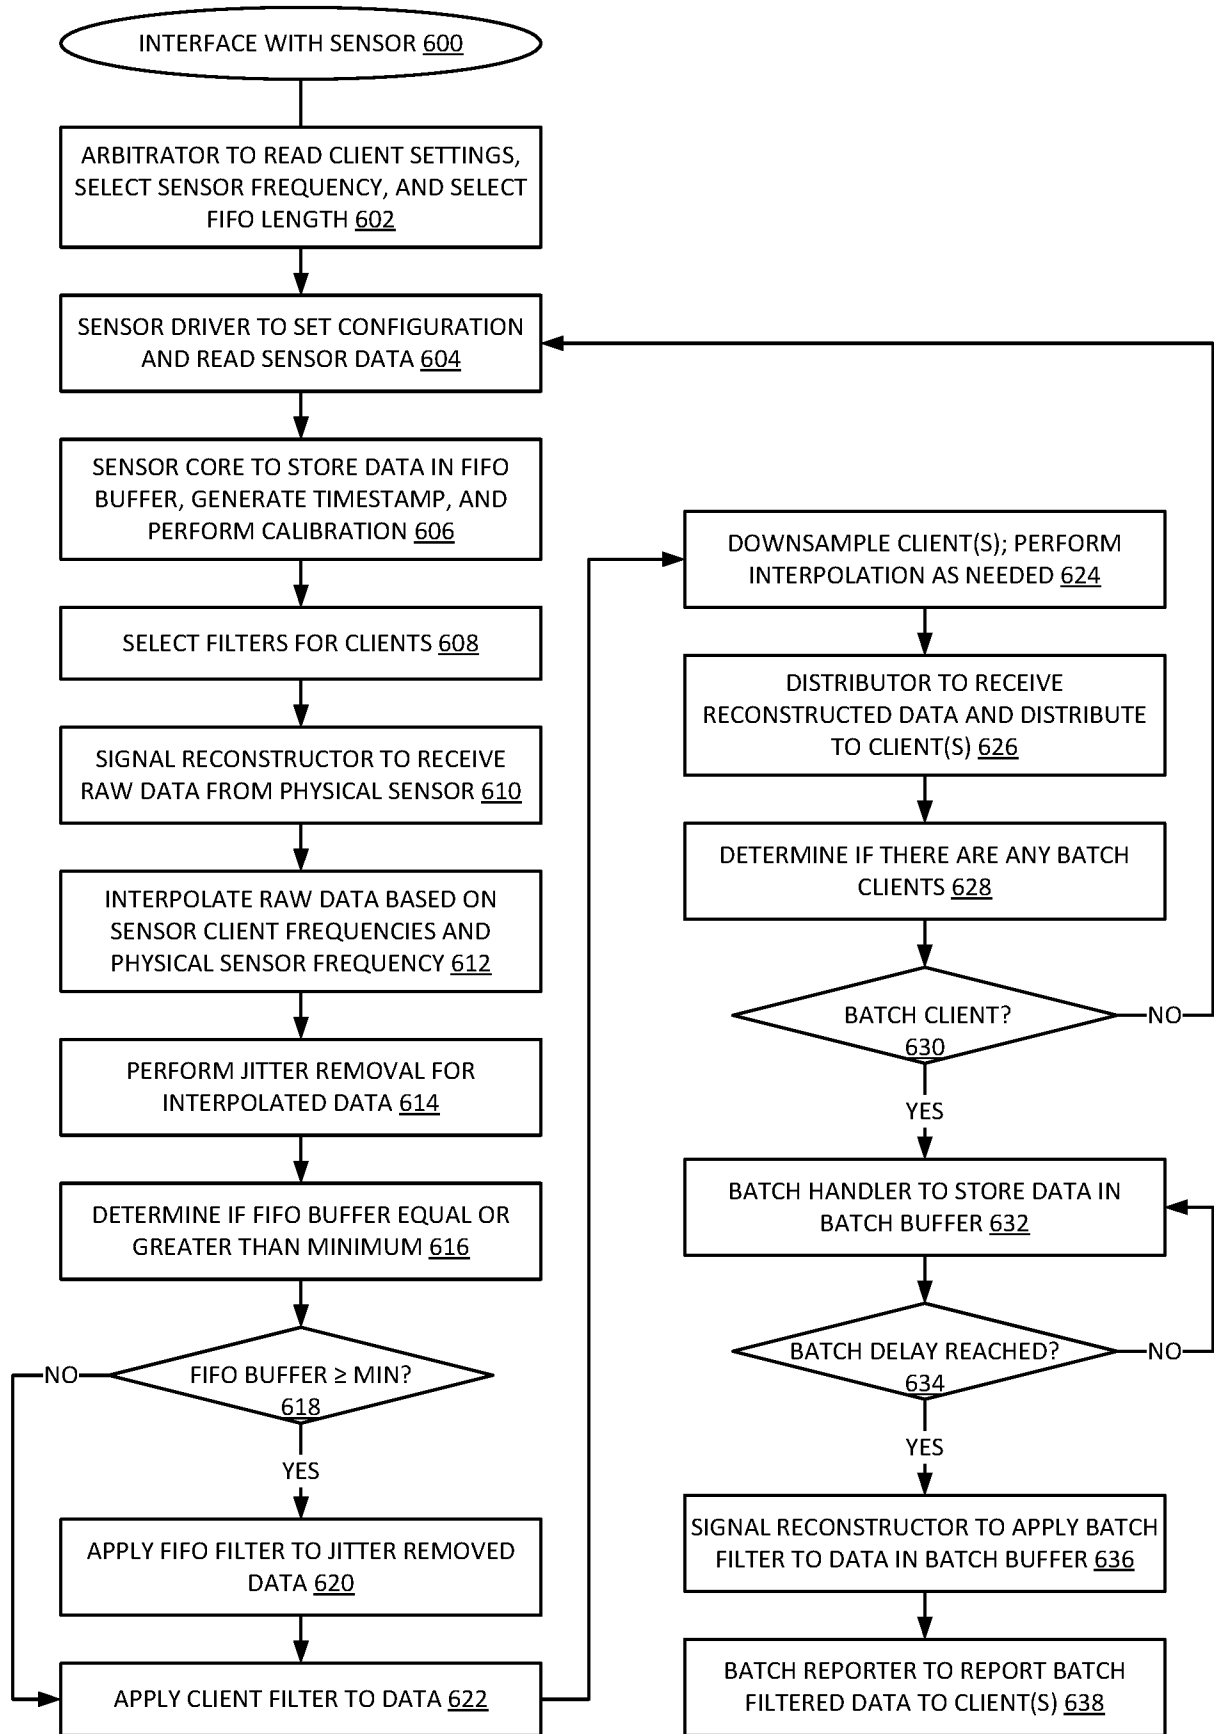 INTERFACE WITH SENSOR 600
ARBITRATOR TO READ CLIENT SETTINGS,
SELECT SENSOR FREQUENCY, AND SELECT
FIFO LENGTH 602
SENSOR DRIVER TO SET CONFIGURATION
AND READ SENSOR DATA 604
SENSOR CORE TO STORE DATA IN FIFO
BUFFER, GENERATE TIMESTAMP, AND
PERFORM CALIBRATION 606
SELECT FILTERS FOR CLIENTS 608
SIGNAL RECONSTRUCTOR TO RECEIVE
RAW DATA FROM PHYSICAL SENSOR 610
INTERPOLATE RAW DATA BASED ON
SENSOR CLIENT FREQUENCIES AND
PHYSICAL SENSOR FREQUENCY 612
PERFORM JITTER REMOVAL FOR
INTERPOLATED DATA 614
DETERMINE IF FIFO BUFFER EQUAL OR
GREATER THAN MINIMUM 616
FIFO BUFFER ≥ MIN?
618
NO
YES
APPLY FIFO FILTER TO JITTER REMOVED
DATA 620
APPLY CLIENT FILTER TO DATA 622
DOWNSAMPLE CLIENT(S); PERFORM
INTERPOLATION AS NEEDED 624
DISTRIBUTOR TO RECEIVE
RECONSTRUCTED DATA AND DISTRIBUTE
TO CLIENT(S) 626
DETERMINE IF THERE ARE ANY BATCH
CLIENTS 628
BATCH CLIENT?
630
NO
YES
BATCH HANDLER TO STORE DATA IN
BATCH BUFFER 632
BATCH DELAY REACHED?
634
NO
YES
SIGNAL RECONSTRUCTOR TO APPLY BATCH
FILTER TO DATA IN BATCH BUFFER 636
BATCH REPORTER TO REPORT BATCH
FILTERED DATA TO CLIENT(S) 638